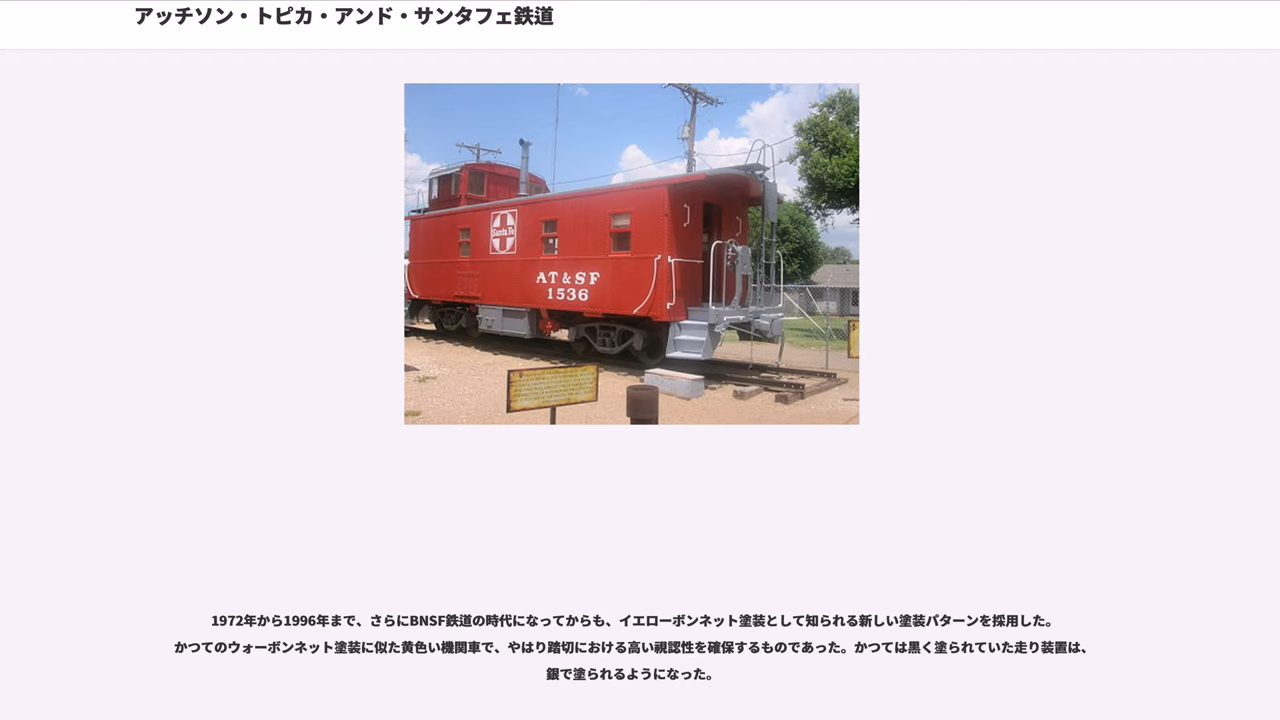 アッチソン・トピカ・アンド・サンタフェ鉄道
Santa Fe
AT & SF
1536
1972年から1996年まで、さらにBNSF鉄道の時代になってからも、イエローボンネット塗装として知られる新しい塗装パターンを採用した。
かつてのウォーボンネット塗装に似た黄色い機関車で、やはり踏切における高い視認性を確保するものであった。かつては黒く塗られていた走り装置は、
銀で塗られるようになった。